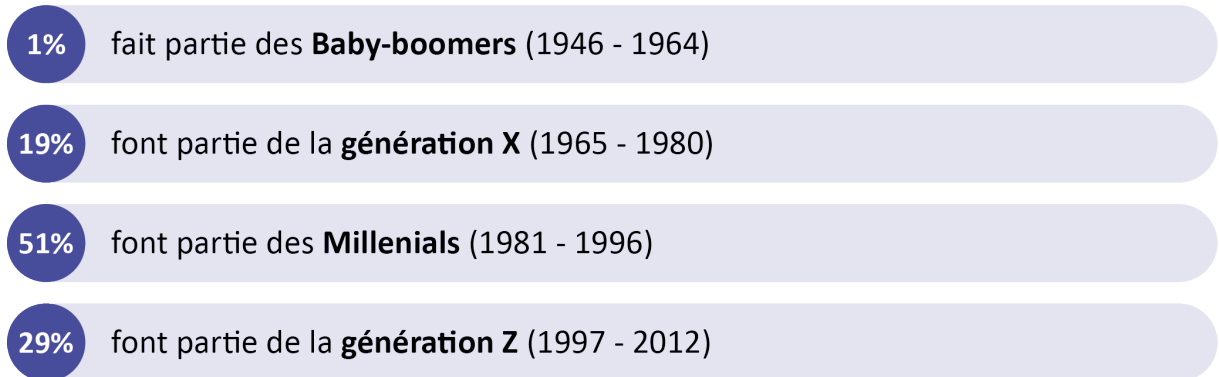 1% fait partie des Baby-boomers (1946 - 1964)
19% font partie de la génération X (1965 - 1980)
51% font partie des Millenials (1981 - 1996)
29% font partie de la génération Z (1997 - 2012)